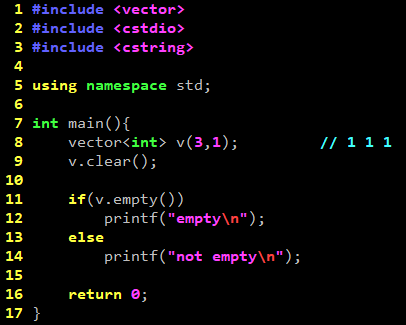 1 #include <vector>
2 #include <cstdio>
3 #include <cstring>
4
5 using namespace std;
6
7 int main(){
8     vector<int> v(3,1);          // 1 1 1
9     v.clear();
10
11     if(v.empty())
12         printf("empty\n");
13     else
14         printf("not empty\n");
15
16     return 0;
17 }